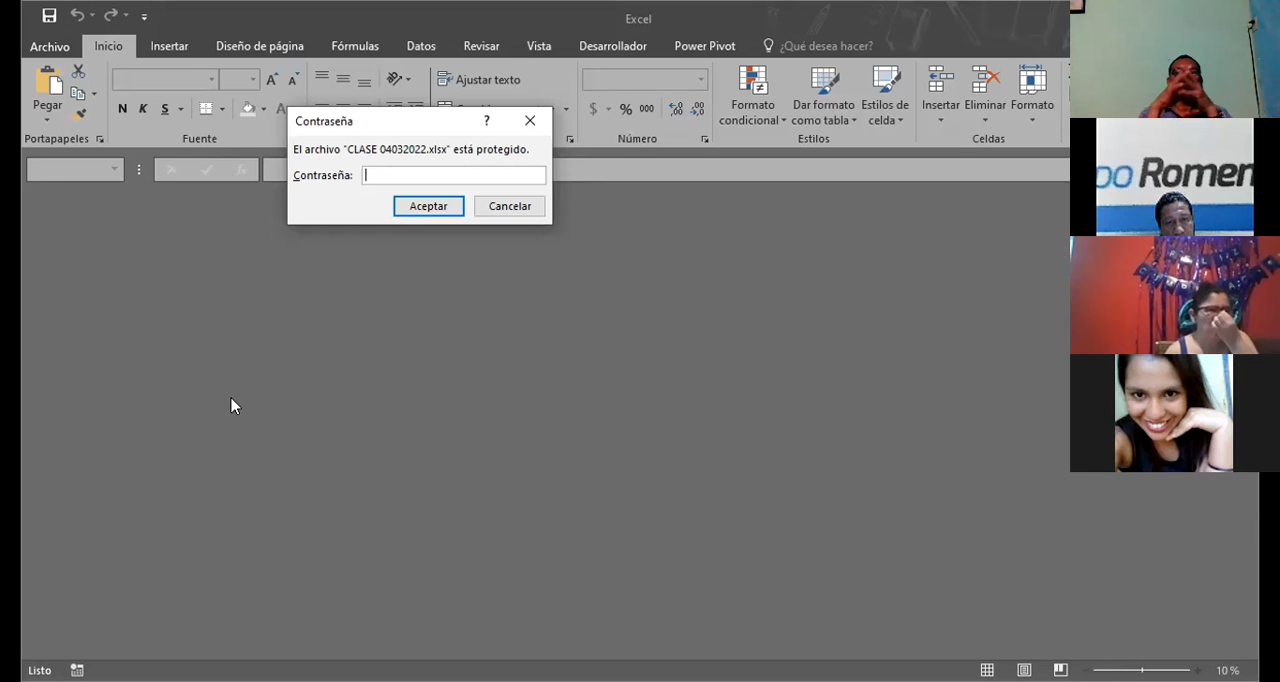 Excel
Archivo Inicio Insertar Diseño de página Fórmulas Datos Revisar Vista Desarrollador Power Pivot ¿Qué desea hacer?
Pegar
N K S
Ajustar texto
$ % 000
Formato condicional
Dar formato como tabla
Estilos de celda
Insertar Eliminar Formato
Portapapeles Fuente Número Estilos Celdas
Contraseña ? 
El archivo "CLASE 04032022.xlsx" está protegido.
Contraseña:
Aceptar Cancelar
Romen
Listo
10 %